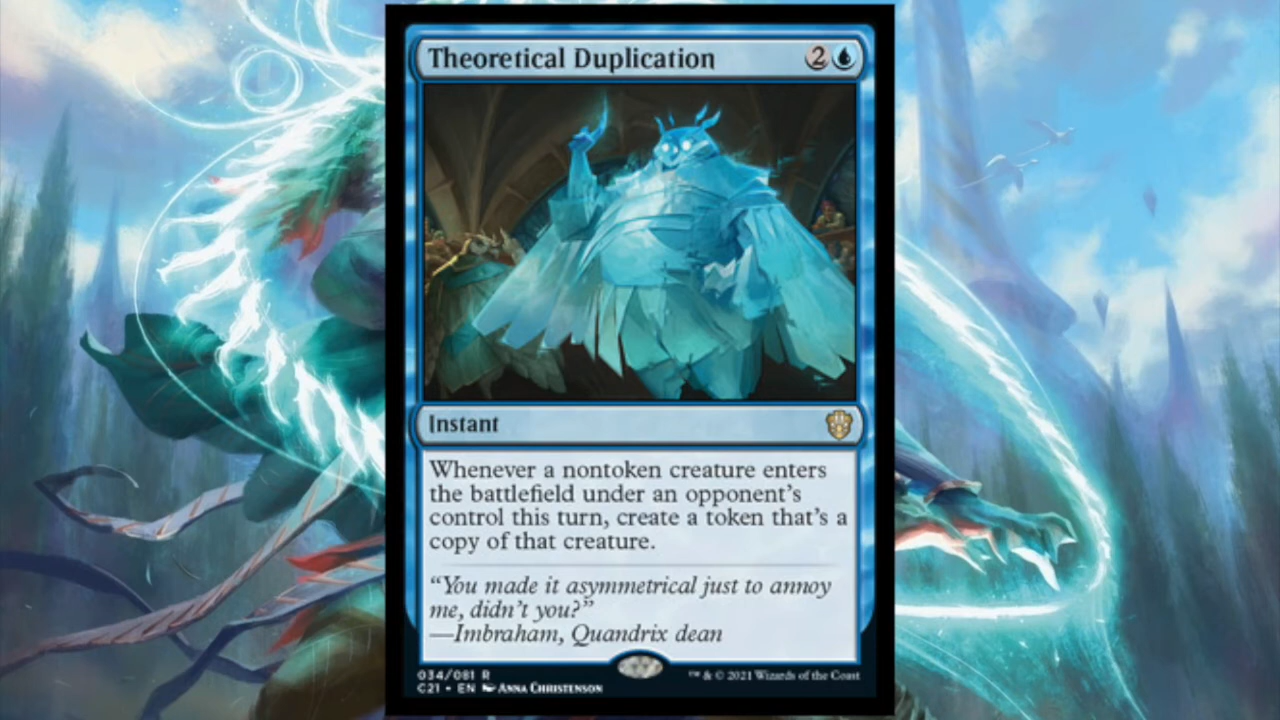 Theoretical Duplication 2
Instant
Whenever a nontoken creature enters
the battlefield under an opponent's
control this turn, create a token that's a
copy of that creature.
“You made it asymmetrical just to annoy
me, didn't you?”
—Imbraham, Quandrix dean
034/081 R
C21 • EN Anna Christenson
™ & © 2021 Wizards of the Coast